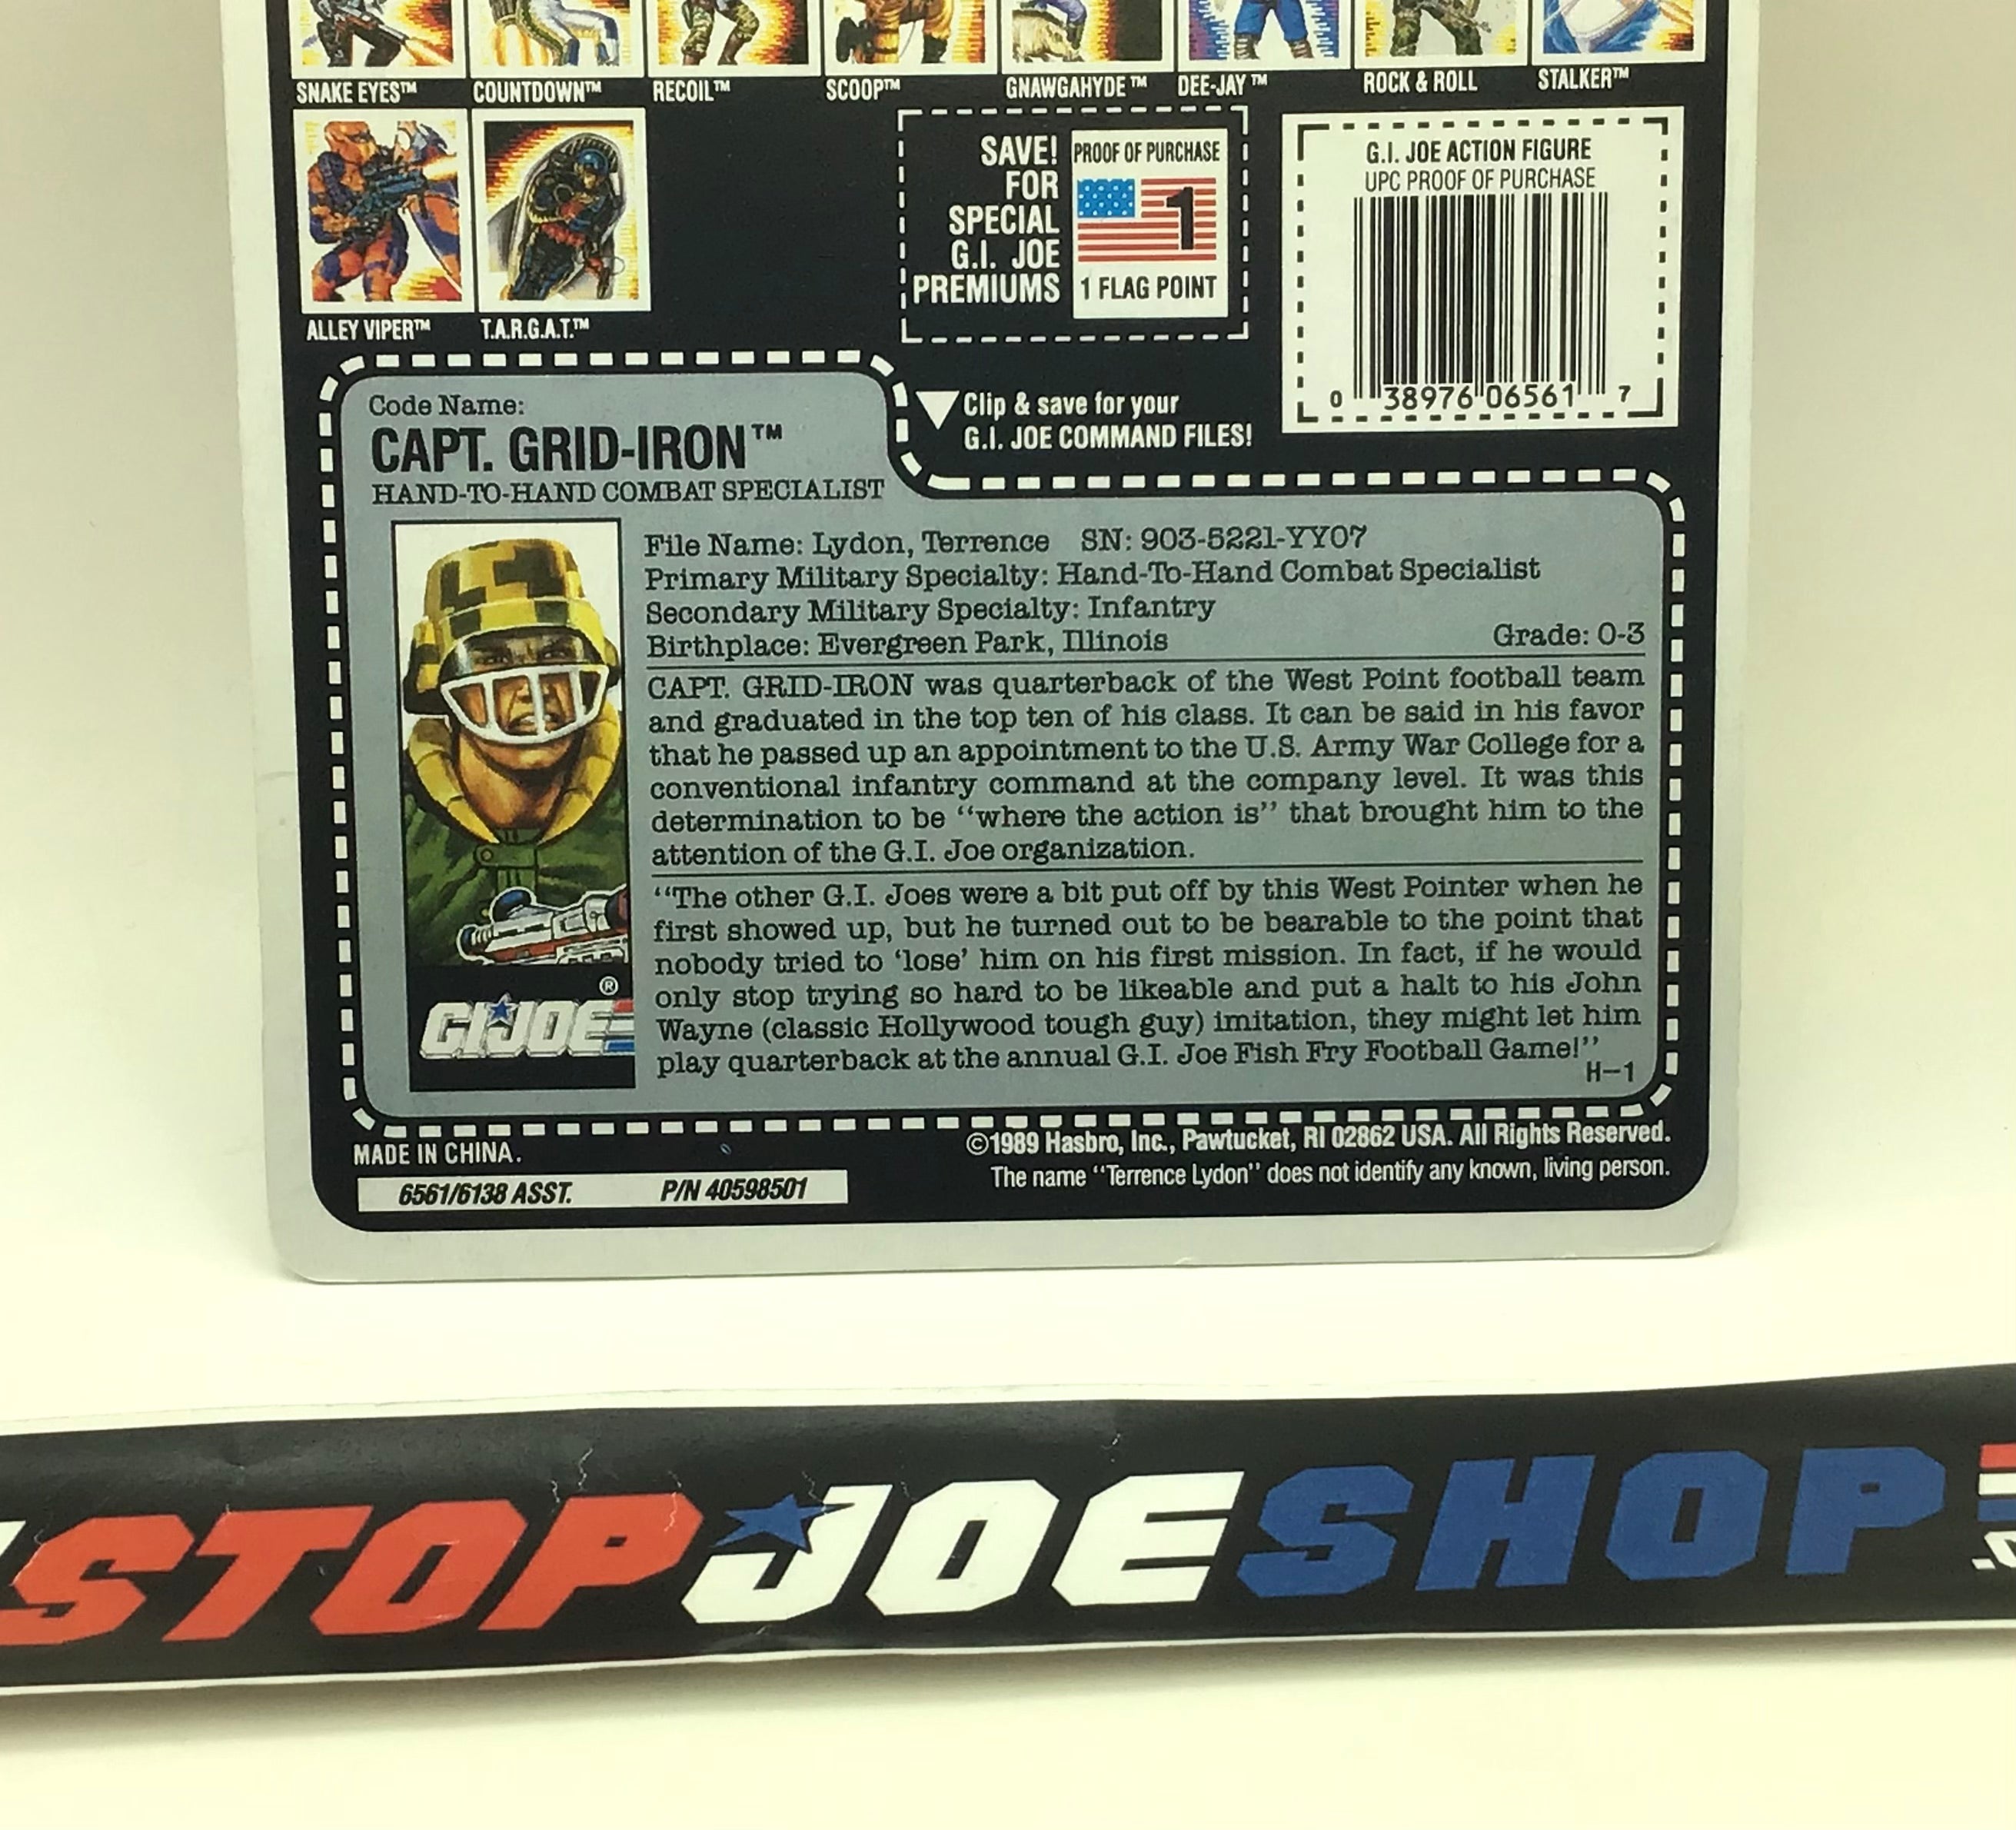 SNAKE EYES™ COUNTDOWN™ RECOIL™ SCOOP™ GNAWGAHYDE™ DEE-JAY™ ROCK & ROLL STALKER™
ALLEY VIPER™ T.A.R.G.A.T.™
SAVE!
FOR
SPECIAL
G.I. JOE
PREMIUMS
PROOF OF PURCHASE
1
1 FLAG POINT
G.I. JOE ACTION FIGURE
UPC PROOF OF PURCHASE
0 38976 06561 7
Clip & save for your
G.I. JOE COMMAND FILES!
Code Name:
CAPT. GRID-IRON™
HAND-TO-HAND COMBAT SPECIALIST
File Name: Lydon, Terrence SN: 903-5221-YY07
Primary Military Specialty: Hand-To-Hand Combat Specialist
Secondary Military Specialty: Infantry
Birthplace: Evergreen Park, Illinois Grade: O-3
CAPT. GRID-IRON was quarterback of the West Point football team
and graduated in the top ten of his class. It can be said in his favor
that he passed up an appointment to the U.S. Army War College for a
conventional infantry command at the company level. It was this
determination to be "where the action is" that brought him to the
attention of the G.I. Joe organization.
"The other G.I. Joes were a bit put off by this West Pointer when he
first showed up, but he turned out to be bearable to the point that
nobody tried to 'lose' him on his first mission. In fact, if he would
only stop trying so hard to be likeable and put a halt to his John
Wayne (classic Hollywood tough guy) imitation, they might let him
play quarterback at the annual G.I. Joe Fish Fry Football Game!"
H-1
GI JOE®
MADE IN CHINA.
6561/6138 ASST. P/N 40598501
©1989 Hasbro, Inc., Pawtucket, RI 02862 USA. All Rights Reserved.
The name "Terrence Lydon" does not identify any known, living person.
STOPJOESHOP